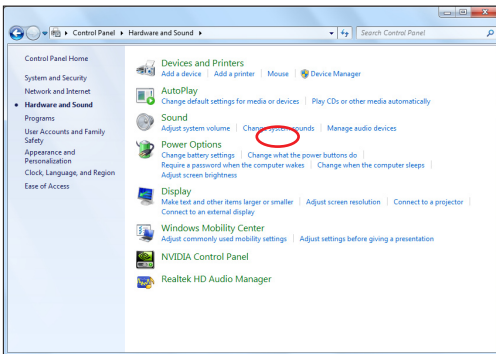 Control Panel Hardware and Sound Search Control Panel
Control Panel Home
System and Security
Network and Internet
Hardware and Sound
Programs
User Accounts and Family
Safety
Appearance and
Personalization
Clock, Language, and Region
Ease of Access
Devices and Printers
Add a device Add a printer Mouse Device Manager
AutoPlay
Change default settings for media or devices Play CDs or other media automatically
Sound
Adjust system volume Change system sounds Manage audio devices
Power Options
Change battery settings Change what the power buttons do
Require a password when the computer wakes Change when the computer sleeps
Adjust screen brightness
Display
Make text and other items larger or smaller Adjust screen resolution Connect to a projector
Connect to an external display
Windows Mobility Center
Adjust commonly used mobility settings Adjust settings before giving a presentation
NVIDIA Control Panel
Realtek HD Audio Manager